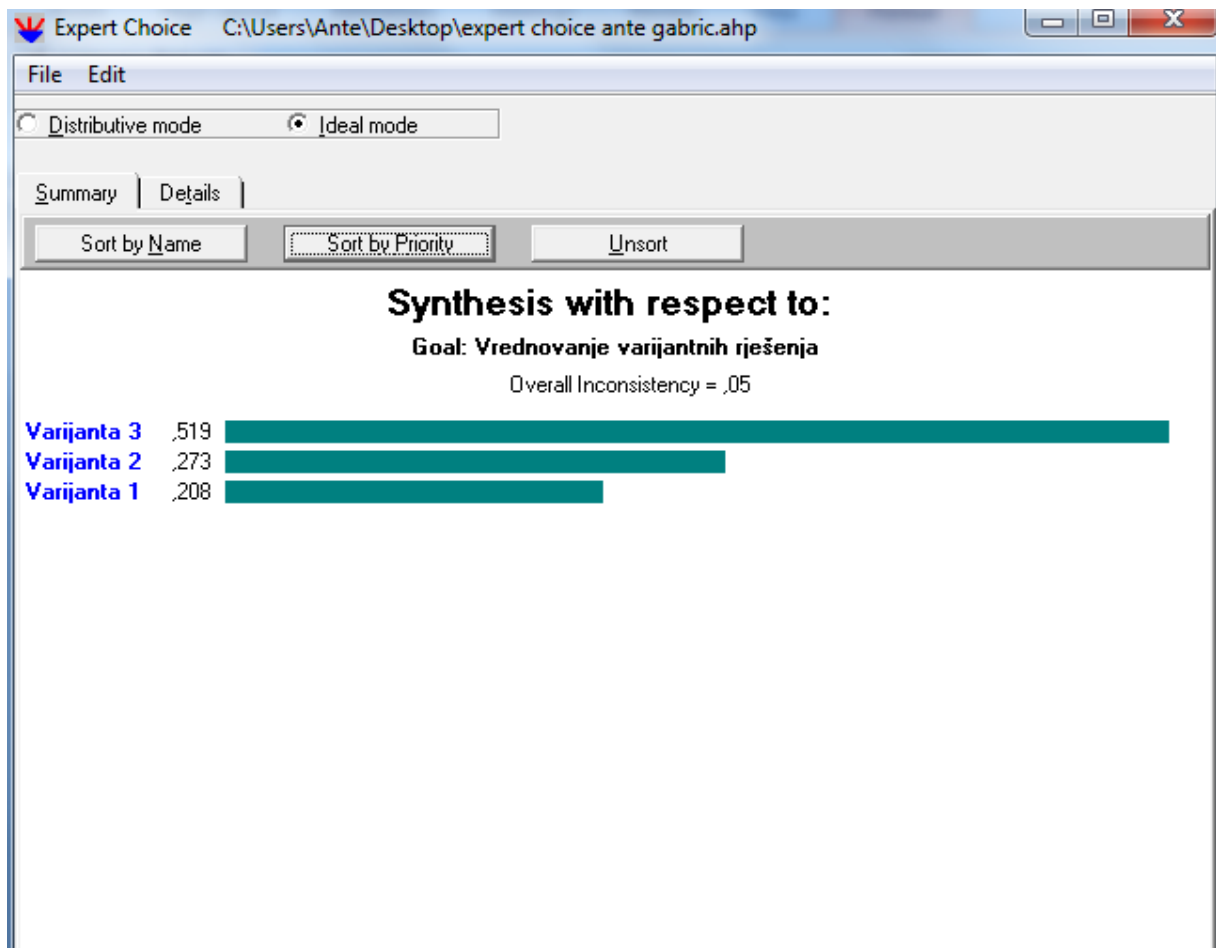 Expert Choice C:\Users\Ante\Desktop\expert choice ante gabric.ahp
File Edit
Distributive mode Ideal mode
Summary Details
Sort by Name Sort by Priority Unsort
Synthesis with respect to:
Goal: Vrednovanje varijantnih rješenja
Overall Inconsistency = ,05
Varijanta 3 ,519
Varijanta 2 ,273
Varijanta 1 ,208